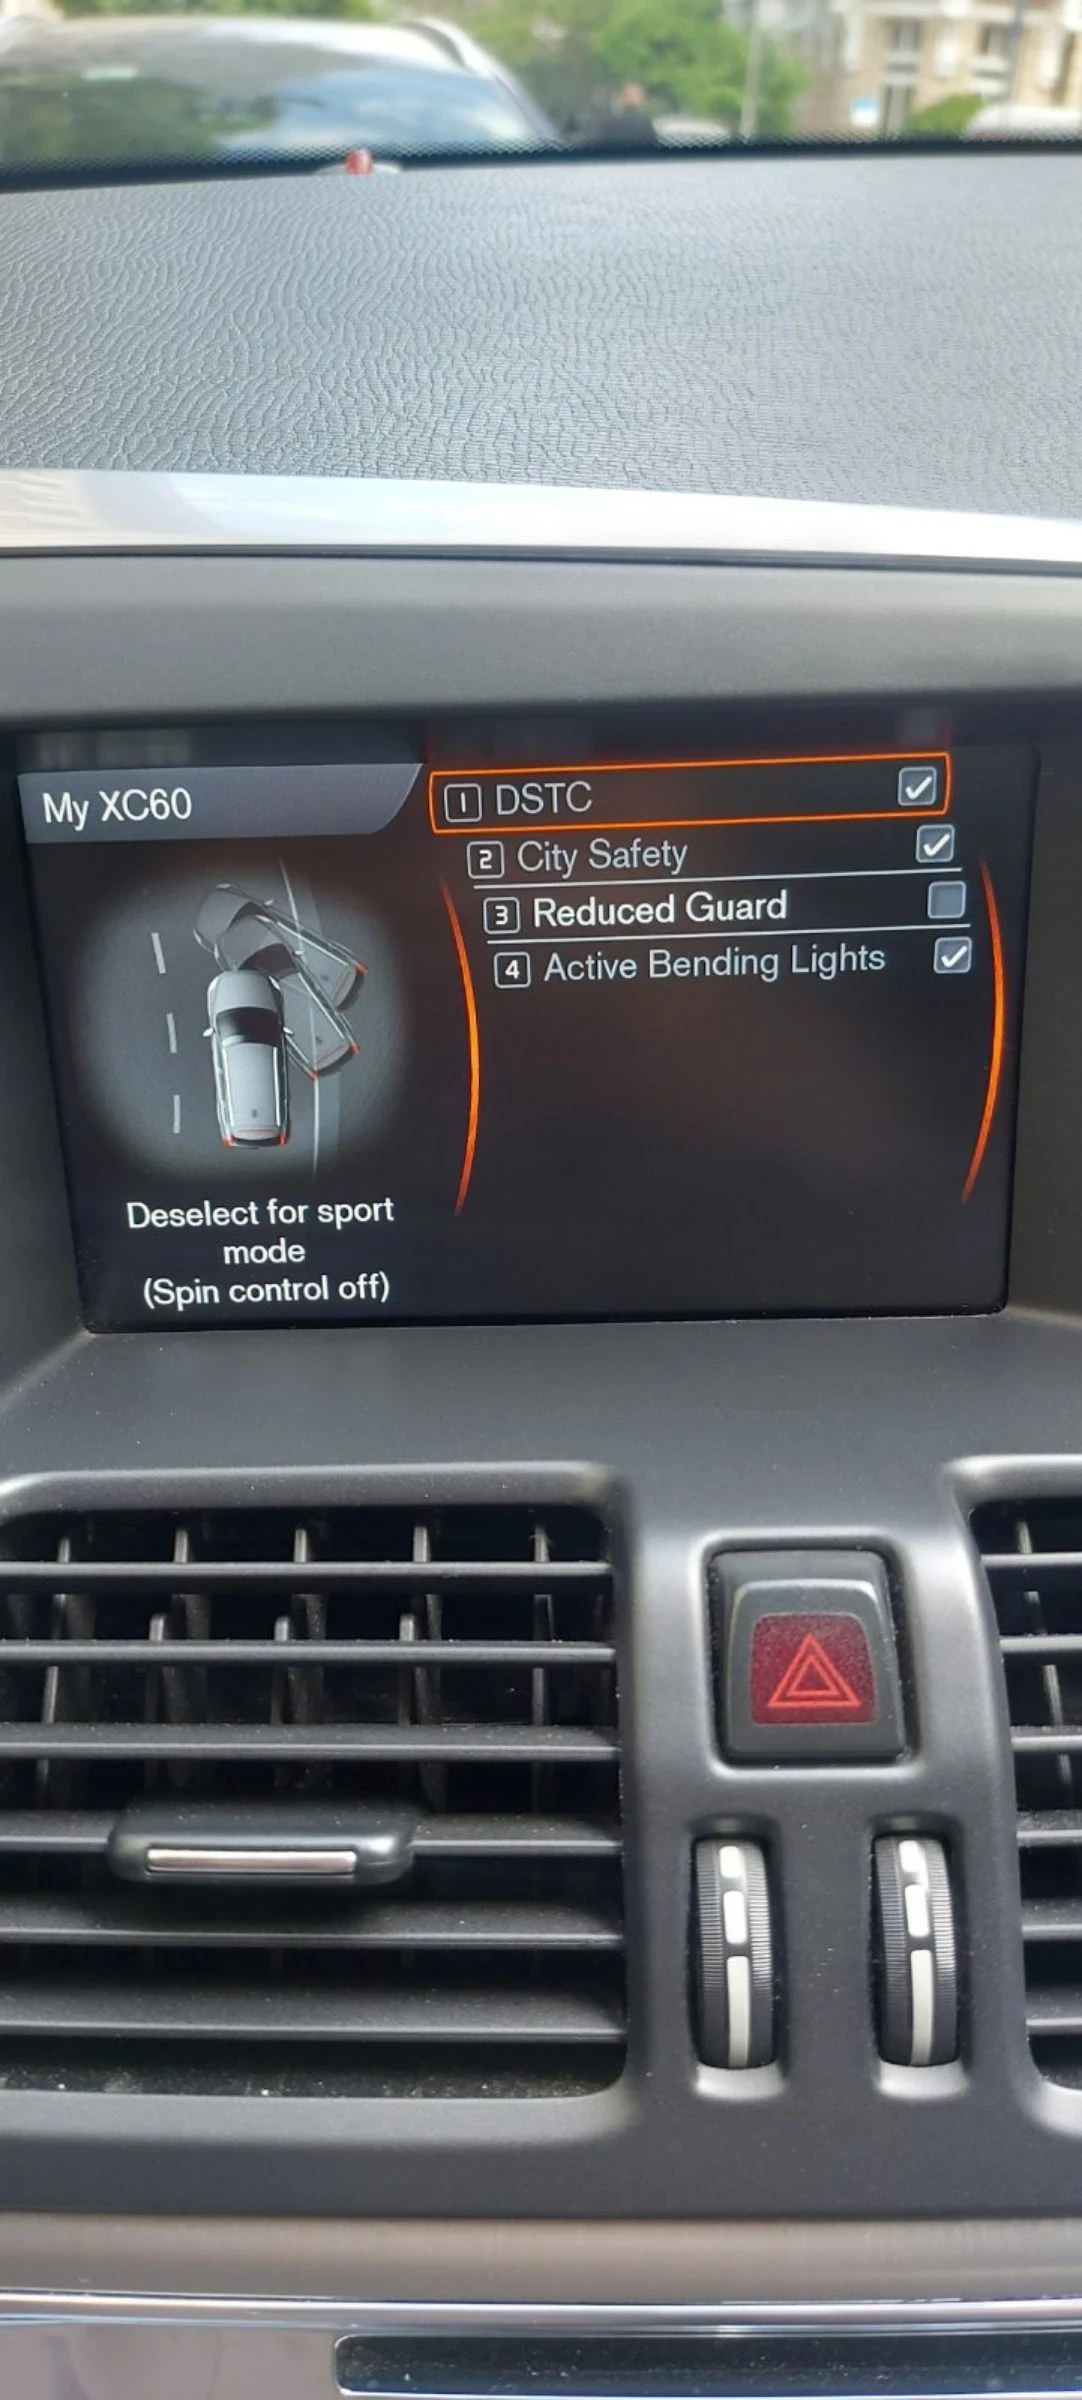 My XC60
1 DSTC
2 City Safety
3 Reduced Guard
4 Active Bending Lights
Deselect for sport
mode
(Spin control off)